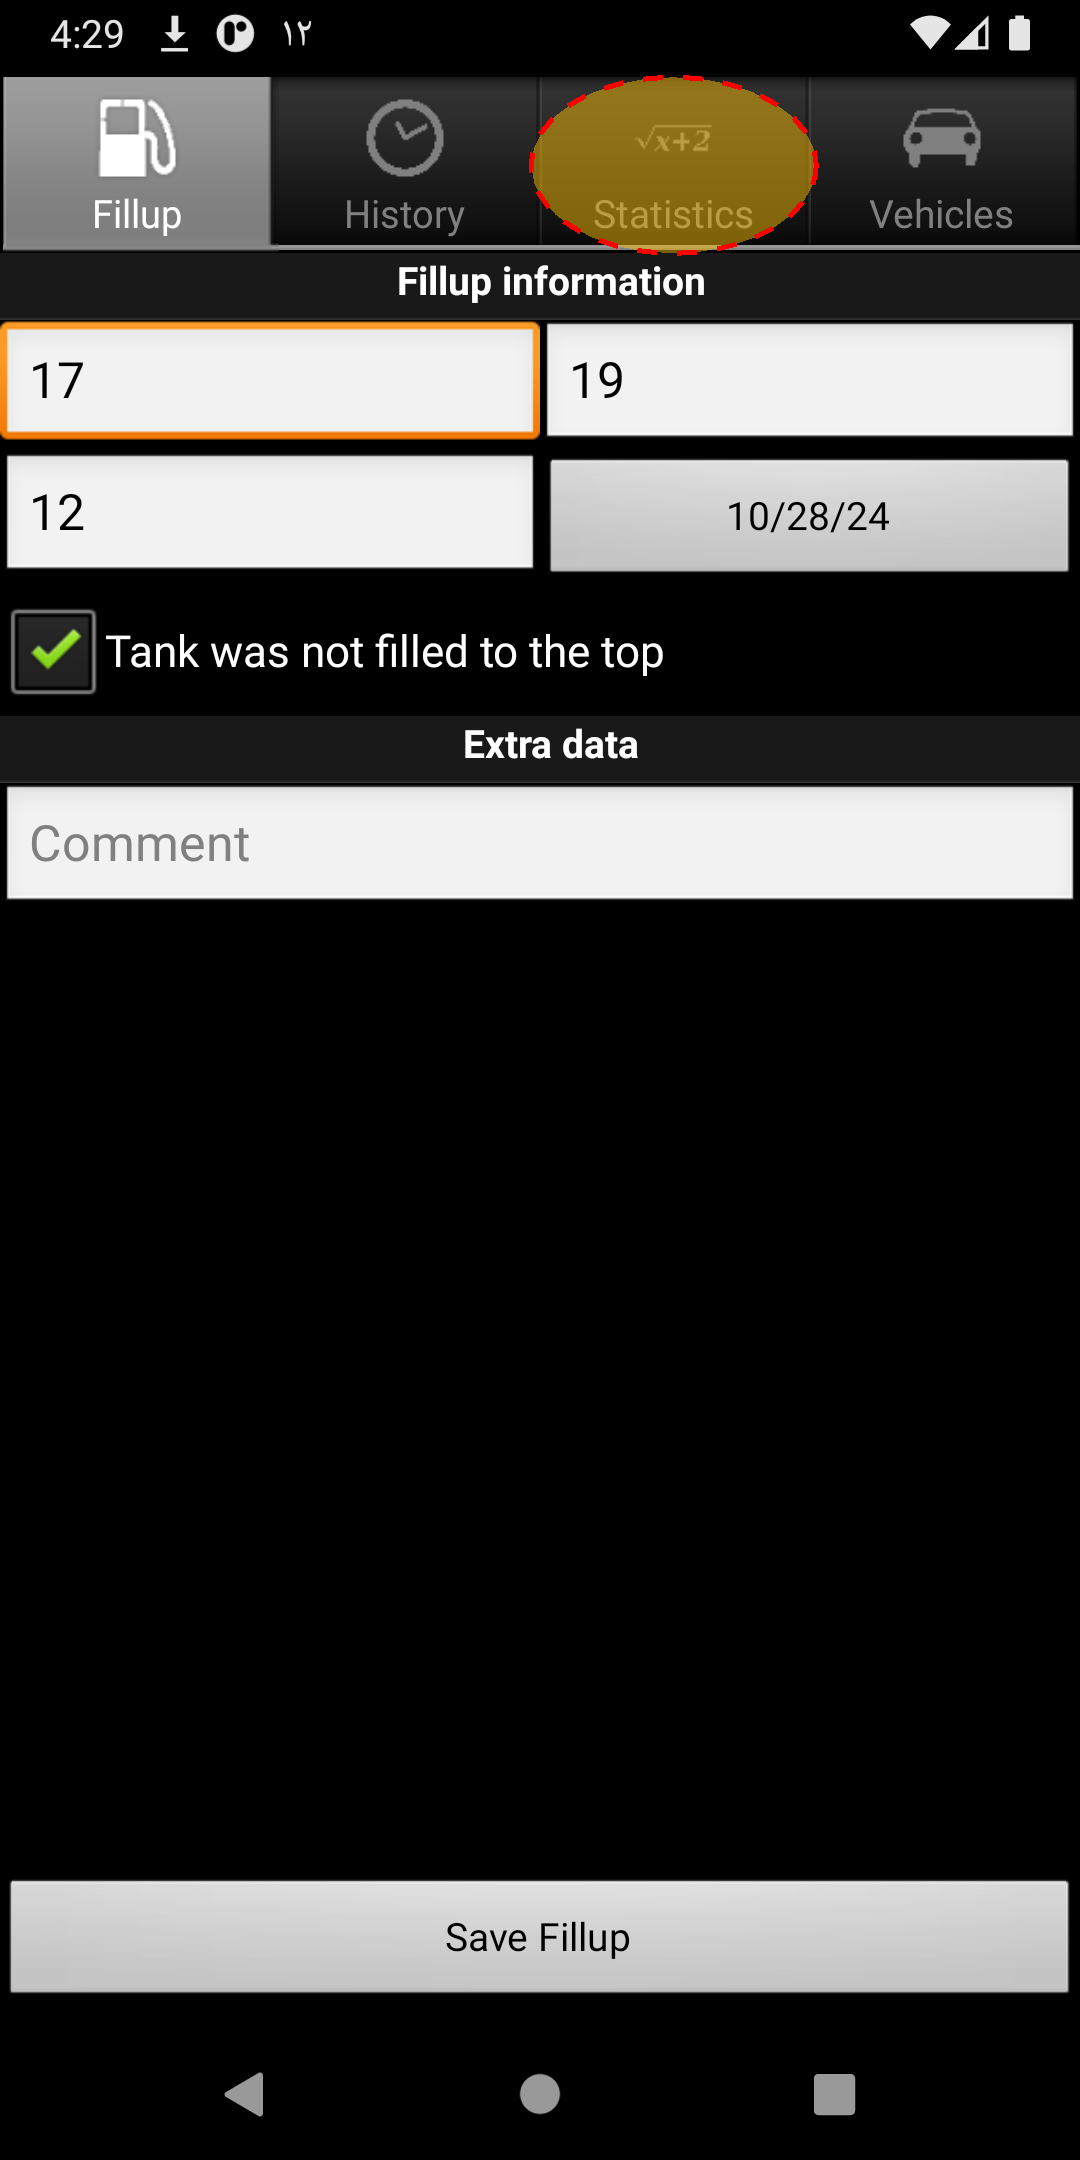 4:29 ١٢
√x+2
Fillup History Statistics Vehicles
Fillup information
17 19
12 10/28/24
Tank was not filled to the top
Extra data
Comment
Save Fillup